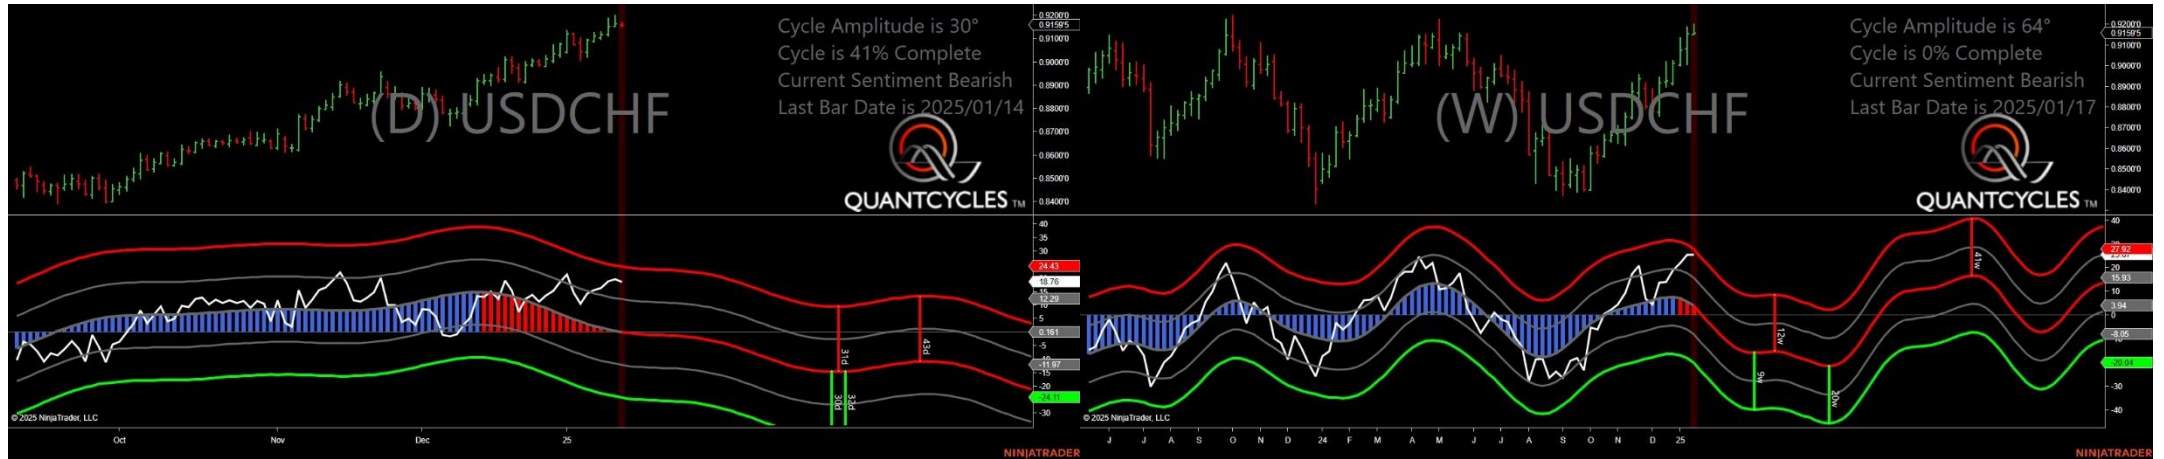 Cycle Amplitude is 30°
Cycle is 41% Complete
Current Sentiment Bearish
Last Bar Date is 2025/01/14
(D) USDCHF
QUANTCYCLES TM
0.9200'0
0.9159'5
0.9100'0
0.9000'0
0.8900'0
0.8800'0
0.8700'0
0.8600'0
0.8500'0
0.8400'0
40
35
30
24.43
18.76
12.29
5
0.161
-5
-11.97
-15
-20
-24.11
-30
31d
43d
30d
32d
© 2025 NinjaTrader, LLC
Oct
Nov
Dec
25
NINJATRADER
Cycle Amplitude is 64°
Cycle is 0% Complete
Current Sentiment Bearish
Last Bar Date is 2025/01/17
(W) USDCHF
QUANTCYCLES TM
0.9200'0
0.9159'5
0.9100'0
0.9000'0
0.8900'0
0.8800'0
0.8700'0
0.8600'0
0.8500'0
0.8400'0
40
27.92
20
15.93
10
3.94
0
-8.05
-20.04
-30
-40
41w
12w
9w
20w
© 2025 NinjaTrader, LLC
J J A S O N D 24 F M A M J J A S O N D 25
NINJATRADER